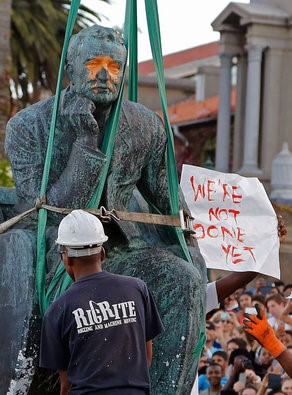 WE'RE
NOT
DONE
YET
RIGRITE
RIGGING AND MACHINE MOVING